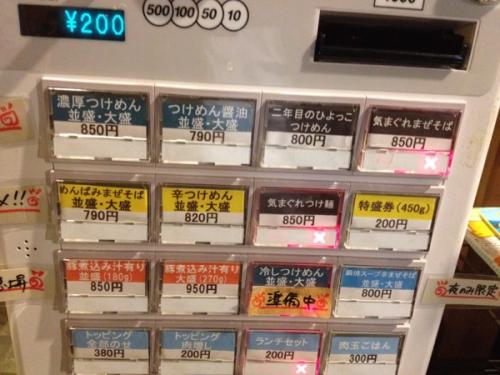 ¥200
500 100 50 10
1000
濃厚つけめん
並盛・大盛
850円
つけめん醤油
並盛・大盛
790円
二年目のひよっこ
つけめん
800円
気まぐれまぜそば
850円
めんばみまぜそば
並盛・大盛
790円
辛つけめん
並盛・大盛
820円
気まぐれつけ麺
850円
特盛券(450g)
200円
豚煮込み汁有り
並盛(180g)
850円
豚煮込み汁有り
大盛(270g)
950円
冷しつけめん
並盛・大盛
準備中
並盛・大盛
800円
夜のみ限定
トッピング
全部のせ
380円
トッピング
肉増し
200円
ランチセット
200円
肉玉ごはん
300円